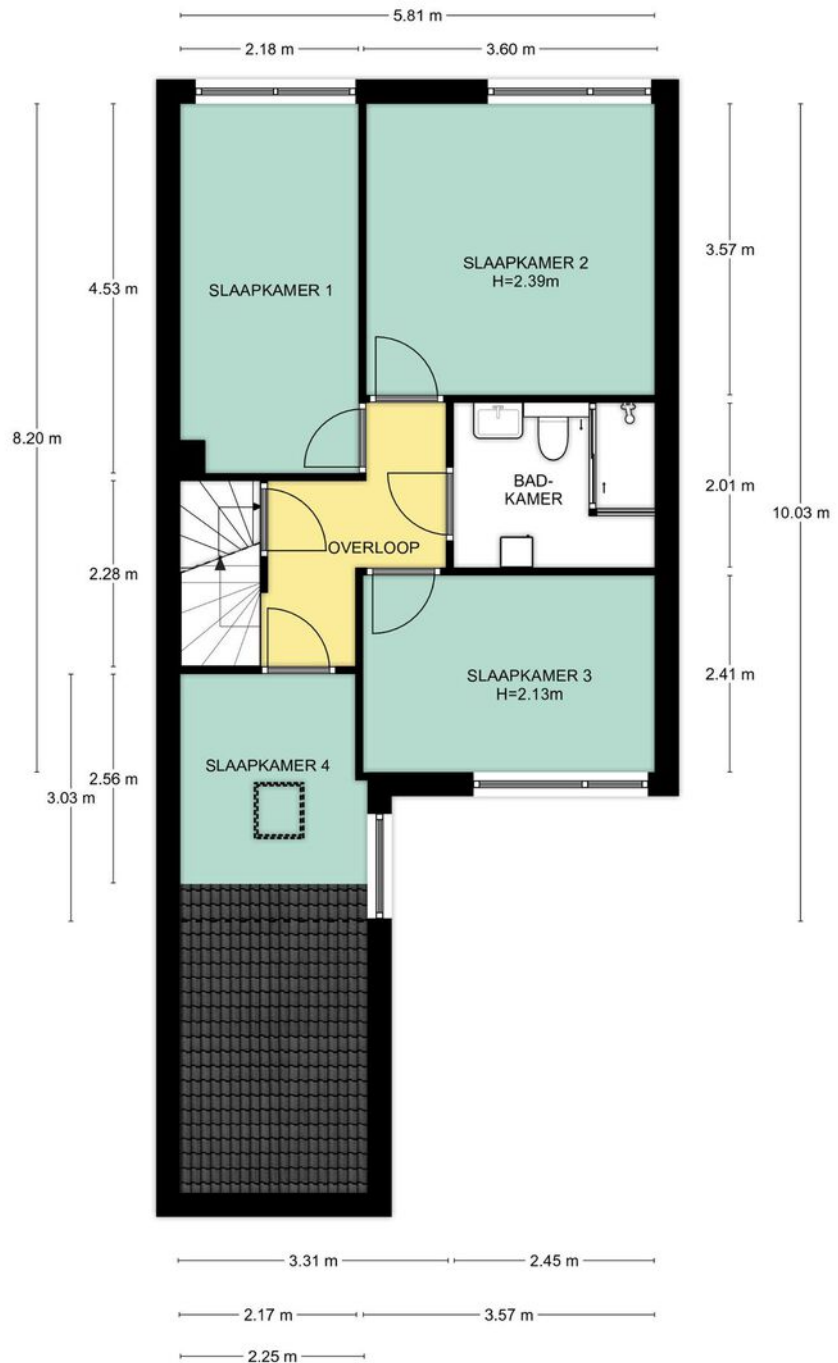 5.81 m
2.18 m
3.60 m
4.53 m
3.57 m
SLAAPKAMER 1
SLAAPKAMER 2
H=2.39m
8.20 m
BAD-
KAMER
2.01 m
10.03 m
OVERLOOP
2.28 m
SLAAPKAMER 3
H=2.13m
2.41 m
SLAAPKAMER 4
2.56 m
3.03 m
3.31 m
2.45 m
2.17 m
3.57 m
2.25 m